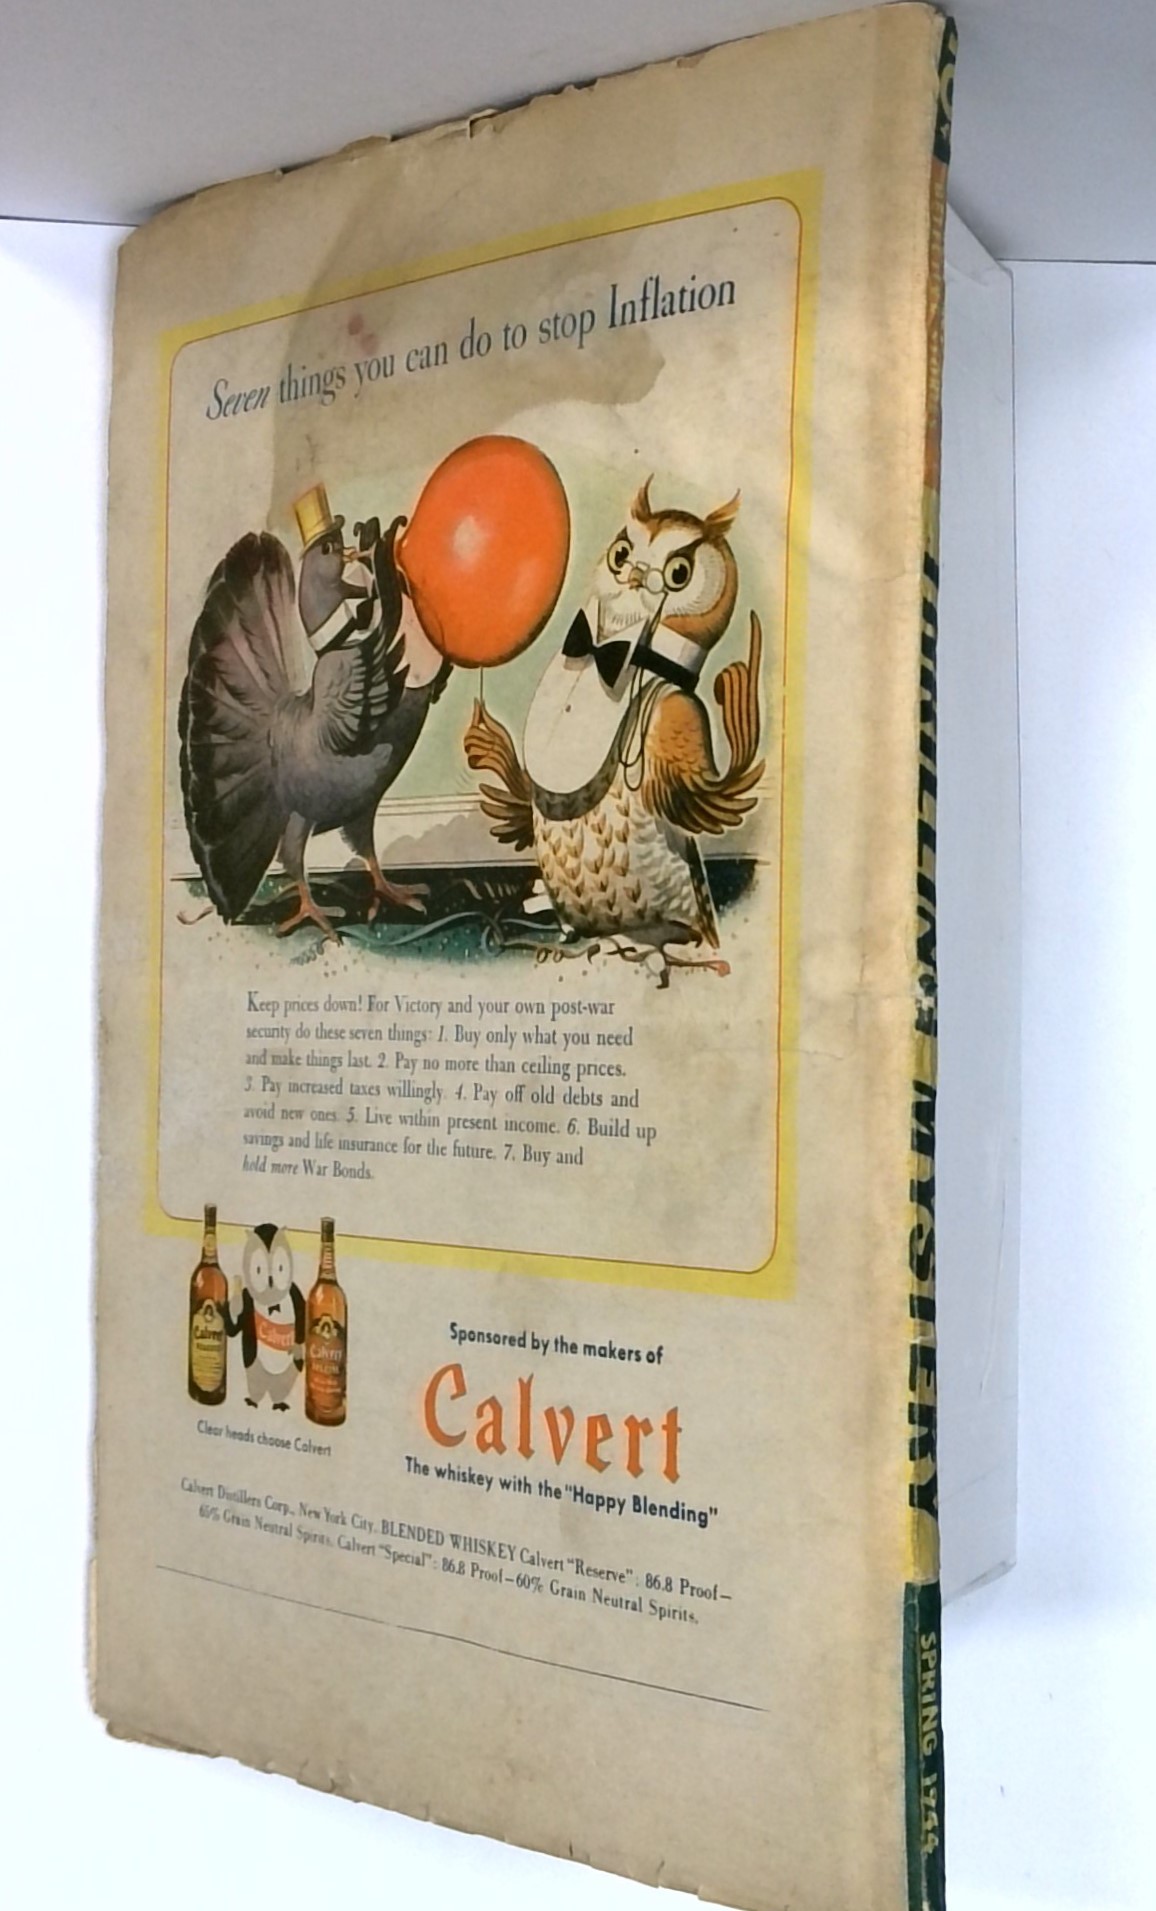 Seven things you can do to stop Inflation
Keep prices down! For Victory and your own post-war
security do these seven things: 1. Buy only what you need
and make things last. 2. Pay no more than ceiling prices.
3. Pay increased taxes willingly. 4. Pay off old debts and
avoid new ones. 5. Live within present income. 6. Build up
savings and life insurance for the future. 7. Buy and
hold more War Bonds.
Calvert
Calvert
Calvert
Clear heads choose Calvert
Sponsored by the makers of
Calvert
The whiskey with the "Happy Blending"
Calvert Distillers Corp., New York City. BLENDED WHISKEY Calvert "Reserve": 86.8 Proof—
65% Grain Neutral Spirits. Calvert "Special": 86.8 Proof—60% Grain Neutral Spirits.
10¢
THRILLING MYSTERY
SPRING 1944